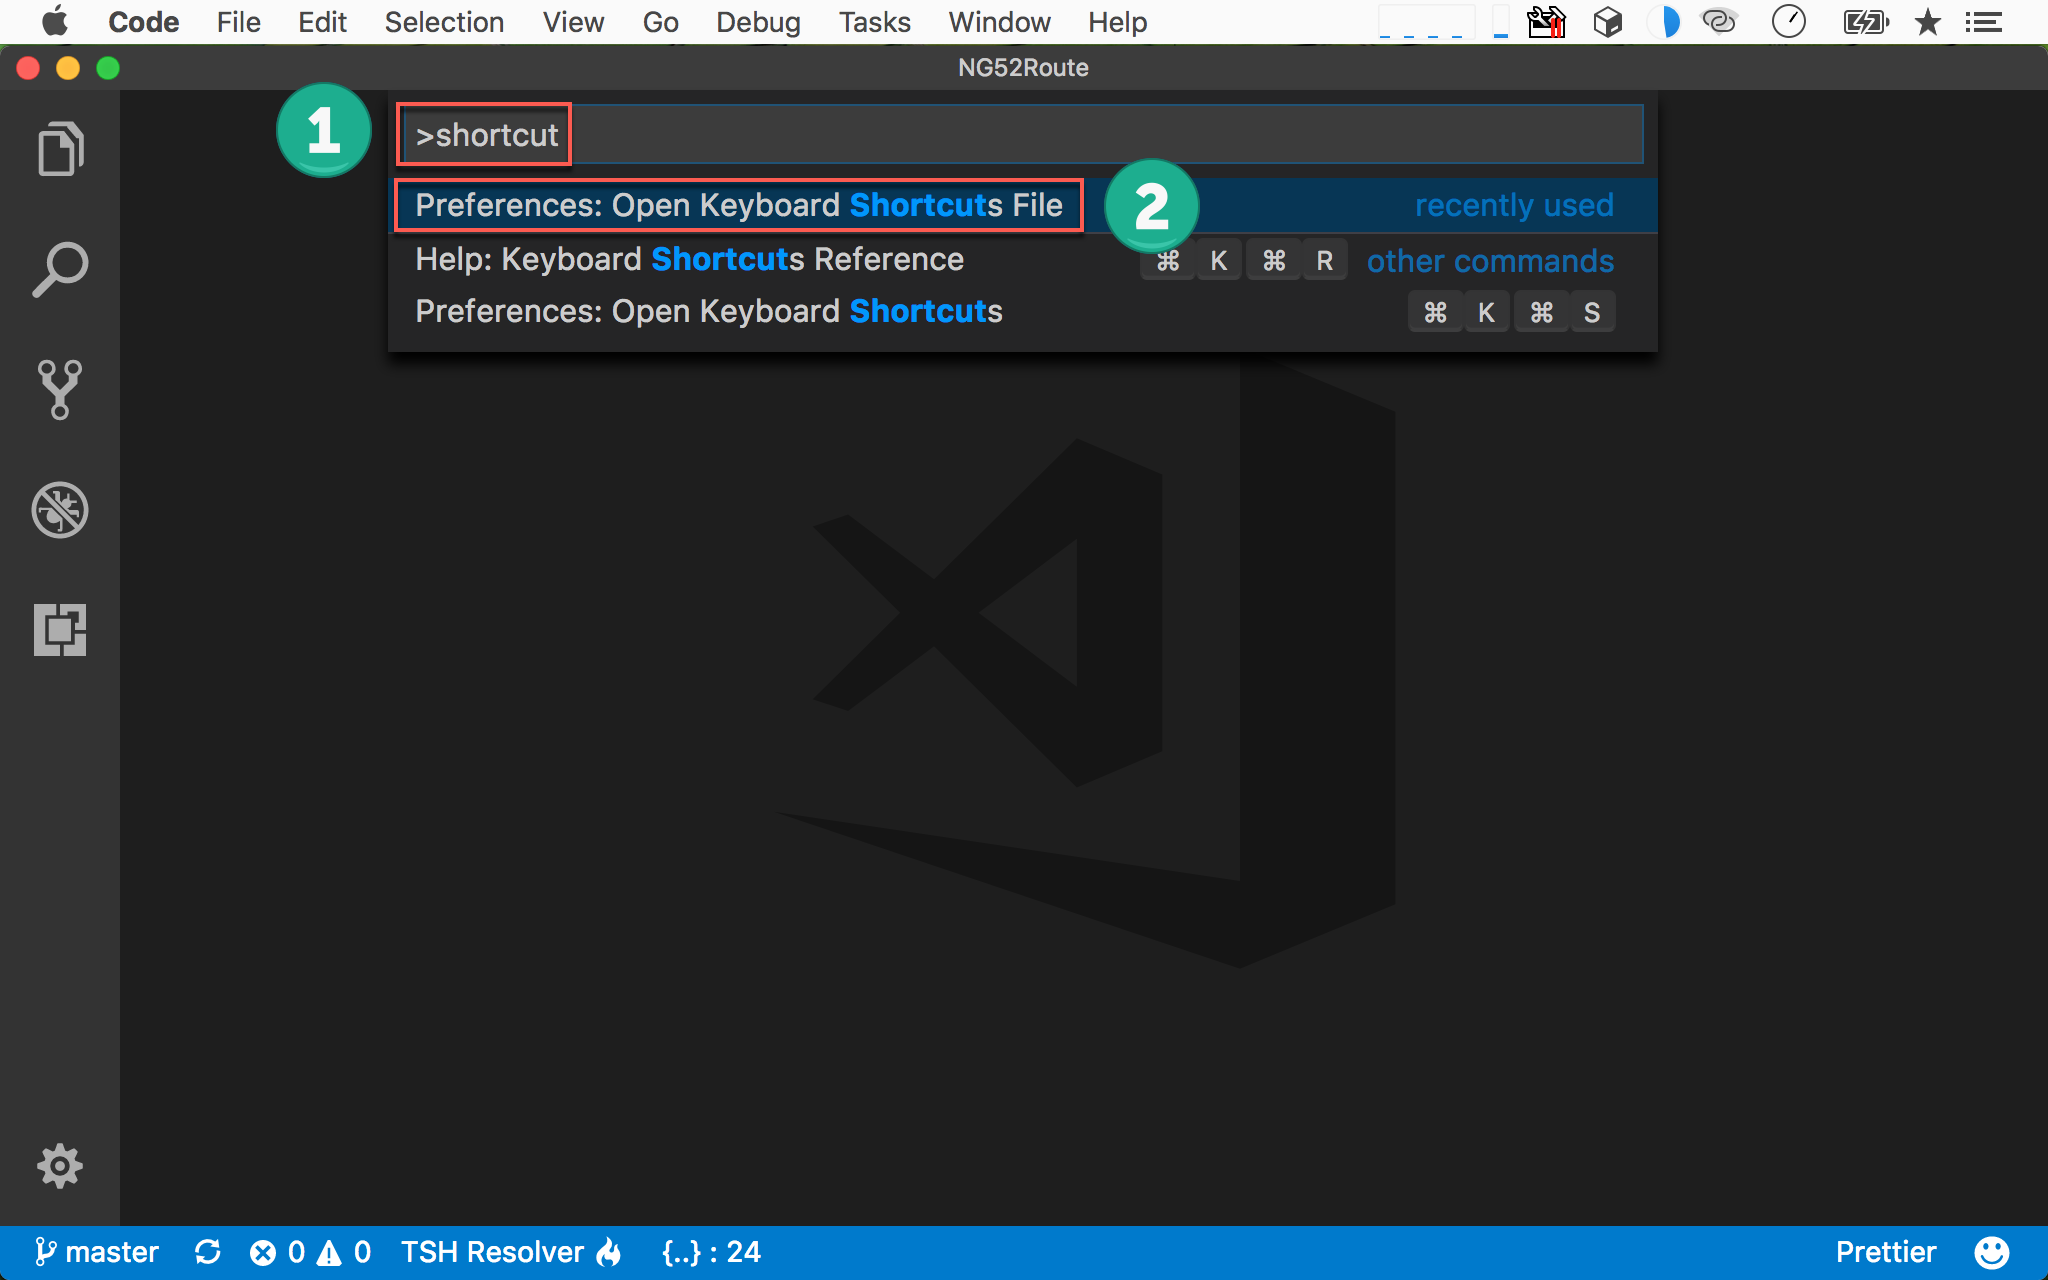 Code File Edit Selection View Go Debug Tasks Window Help
NG52Route
1
>shortcut
Preferences: Open Keyboard Shortcuts File 2 recently used
Help: Keyboard Shortcuts Reference ⌘ K ⌘ R other commands
Preferences: Open Keyboard Shortcuts ⌘ K ⌘ S
master 0 0 TSH Resolver {..} : 24 Prettier